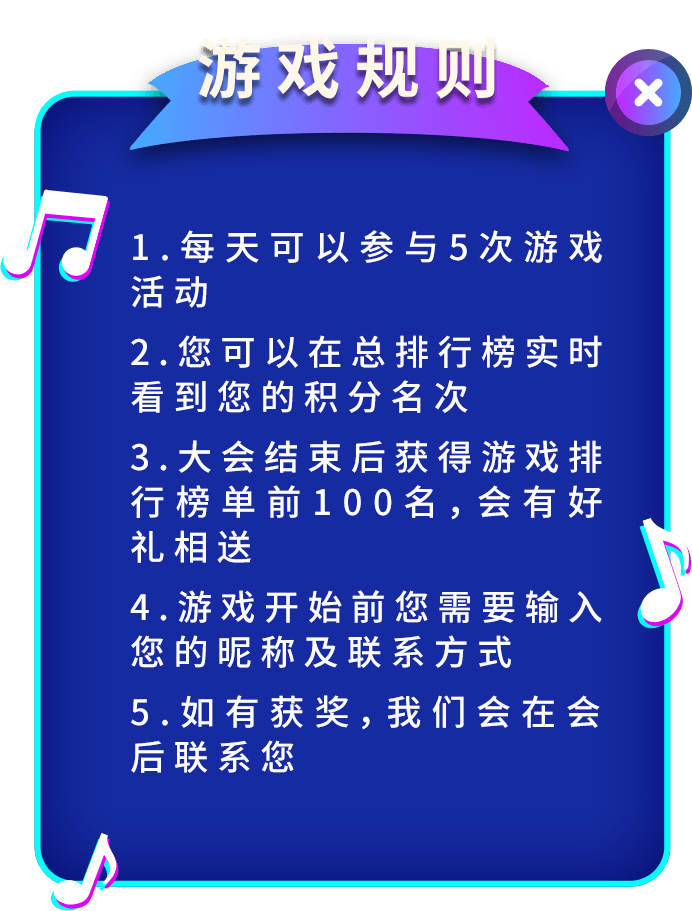 游戏规则
1.每天可以参与5次游戏
活动
2.您可以在总排行榜实时
看到您的积分名次
3.大会结束后获得游戏排
行榜单前100名,会有好
礼相送
4.游戏开始前您需要输入
您的昵称及联系方式
5.如有获奖,我们会在会
后联系您